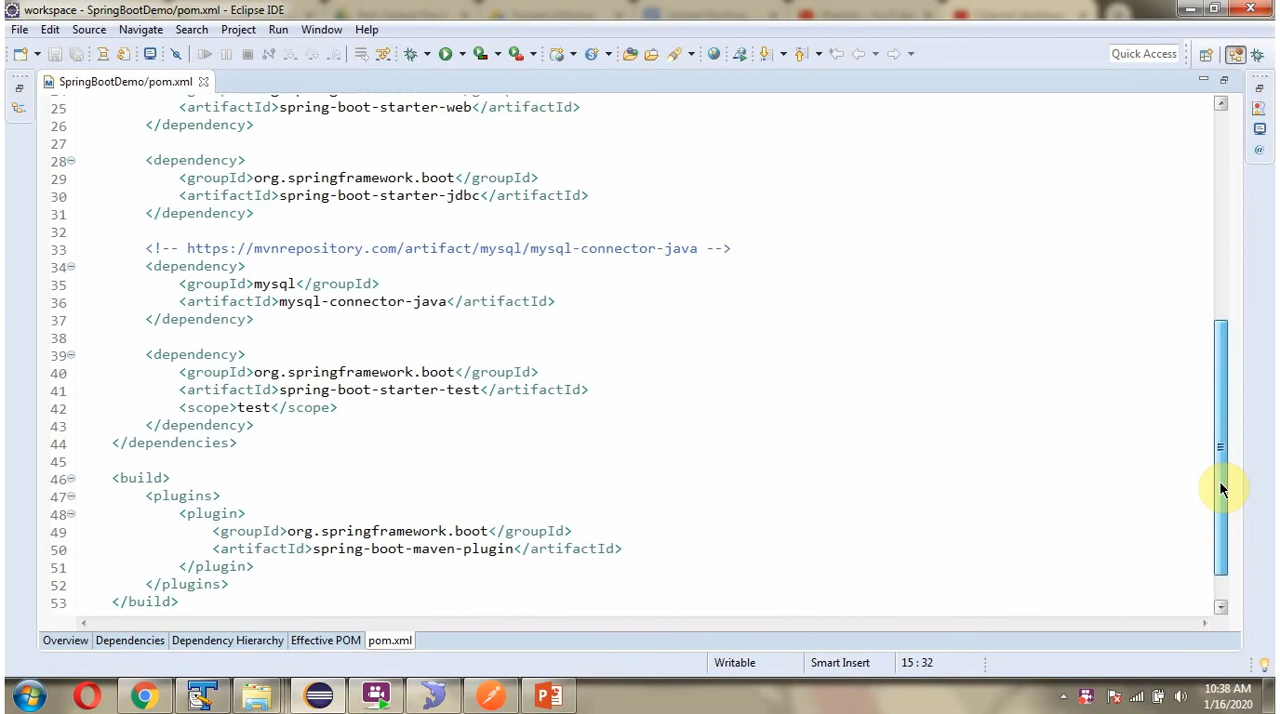 workspace - SpringBootDemo/pom.xml - Eclipse IDE
File Edit Source Navigate Search Project Run Window Help
Quick Access
SpringBootDemo/pom.xml
25 <artifactId>spring-boot-starter-web</artifactId>
26 </dependency>
27
28 <dependency>
29 <groupId>org.springframework.boot</groupId>
30 <artifactId>spring-boot-starter-jdbc</artifactId>
31 </dependency>
32
33 <!-- https://mvnrepository.com/artifact/mysql/mysql-connector-java -->
34 <dependency>
35 <groupId>mysql</groupId>
36 <artifactId>mysql-connector-java</artifactId>
37 </dependency>
38
39 <dependency>
40 <groupId>org.springframework.boot</groupId>
41 <artifactId>spring-boot-starter-test</artifactId>
42 <scope>test</scope>
43 </dependency>
44 </dependencies>
45
46 <build>
47 <plugins>
48 <plugin>
49 <groupId>org.springframework.boot</groupId>
50 <artifactId>spring-boot-maven-plugin</artifactId>
51 </plugin>
52 </plugins>
53 </build>
Overview Dependencies Dependency Hierarchy Effective POM pom.xml
Writable Smart Insert 15 : 32
10:38 AM
1/16/2020